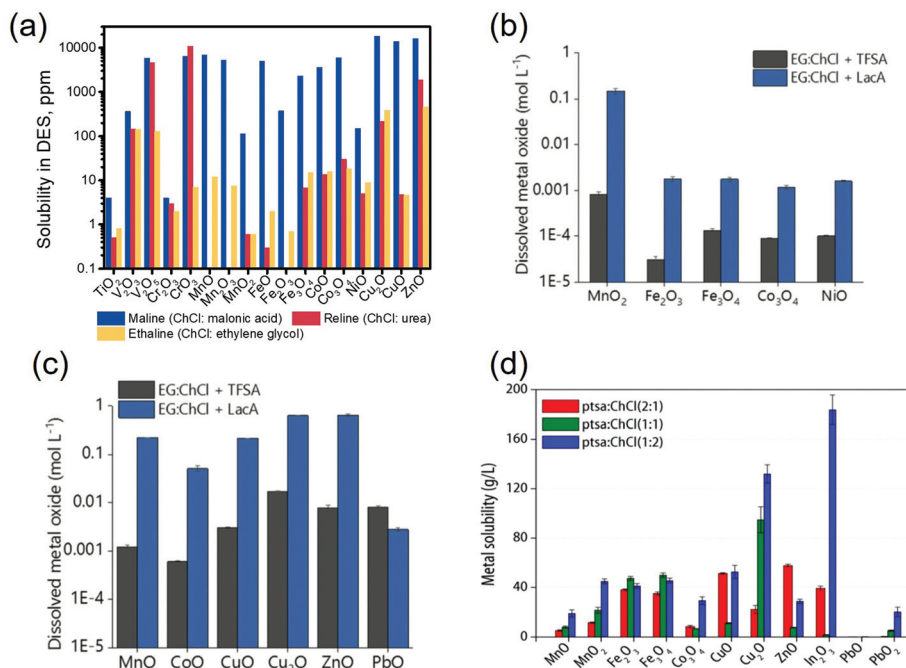 (a)
Solubility in DES, ppm
10000
1000
100
10
1
0.1
TiO₂ V₂O₃ V₂O₅ Cr₂O₃ CrO₃ MnO Mn₂O₃ MnO₂ FeO Fe₂O₃ Fe₃O₄ CoO Co₃O₄ NiO Cu₂O CuO ZnO
Maline (ChCl: malonic acid) Reline (ChCl: urea)
Ethaline (ChCl: ethylene glycol)
(b)
EG:ChCl + TFSA
EG:ChCl + LacA
Dissolved metal oxide (mol L⁻¹)
1
0.1
0.001
1E-4
1E-5
MnO₂ Fe₂O₃ Fe₃O₄ Co₃O₄ NiO
(c)
EG:ChCl + TFSA
EG:ChCl + LacA
Dissolved metal oxide (mol L⁻¹)
1
0.1
0.01
0.001
1E-4
1E-5
MnO CoO CuO Cu₂O ZnO PbO
(d)
ptsa:ChCl(2:1)
ptsa:ChCl(1:1)
ptsa:ChCl(1:2)
Metal solubility (g/L)
200
160
120
80
40
0
MnO MnO₂ Fe₂O₃ Fe₃O₄ Co₃O₄ CuO Cu₂O ZnO In₂O₃ PbO PbO₂